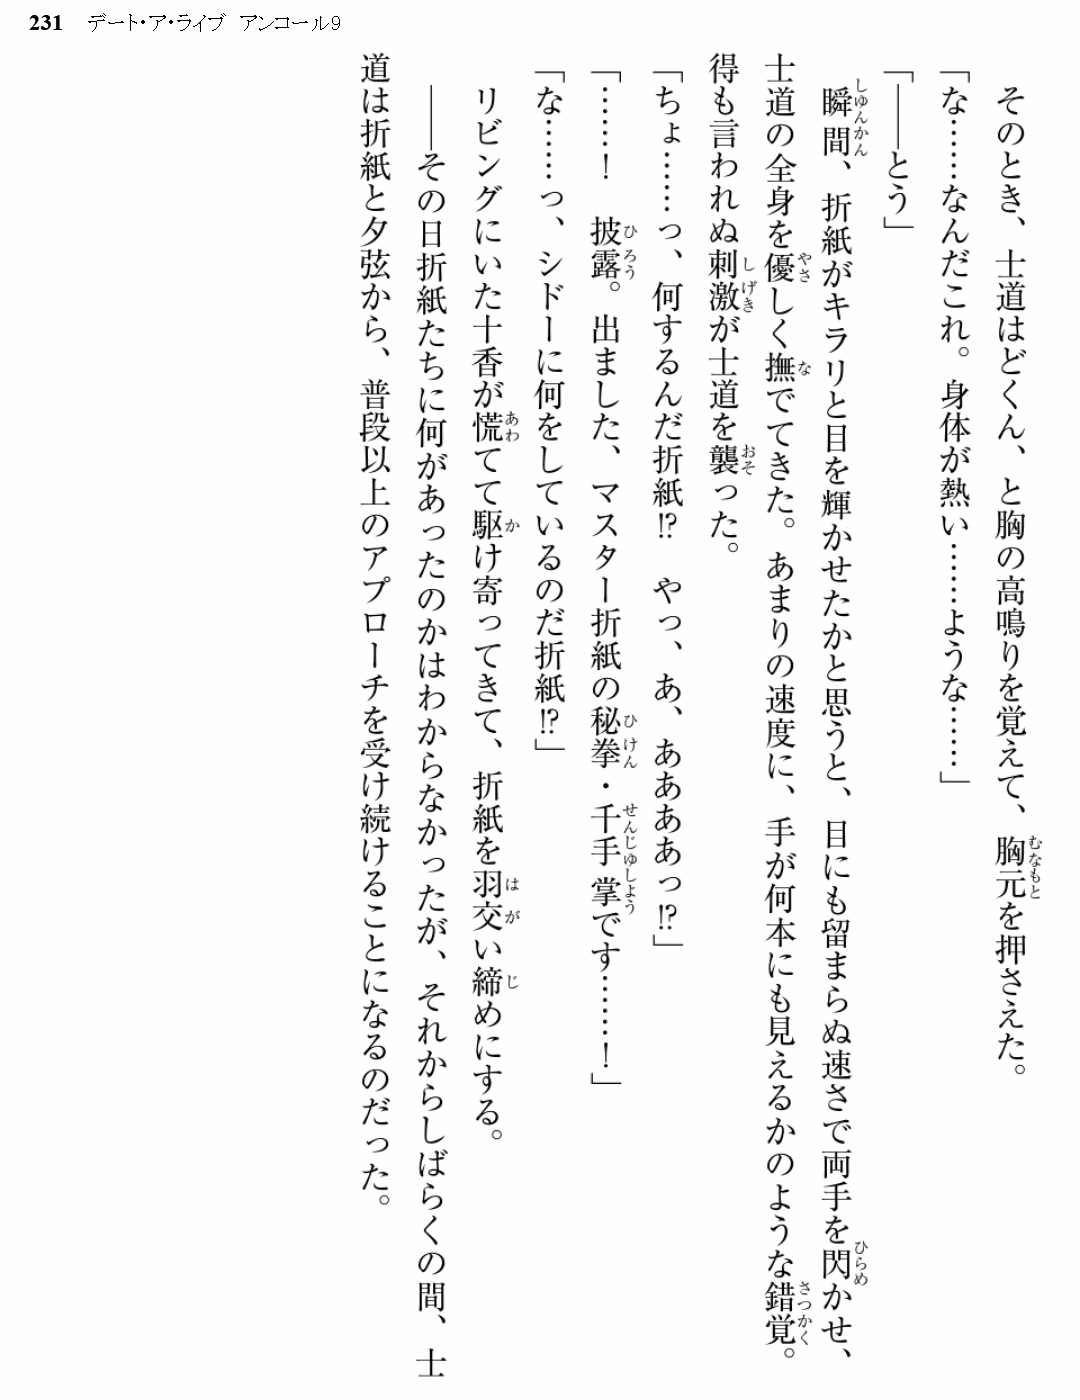 231 デート・ア・ライブ アンコール9
そのとき、士道はどくん、と胸の高鳴りを覚えて、胸元を押さえた。
「な……なんだこれ。身体が熱い……ような……」
「――とう」
瞬間、折紙がキラリと目を輝かせたかと思うと、目にも留まらぬ速さで両手を閃かせ、
士道の全身を優しく撫でてきた。あまりの速度に、手が何本にも見えるかのような錯覚。
得も言われぬ刺激が士道を襲った。
「ちょ……っ、何するんだ折紙!? やっ、あ、ああああっ!?」
「……! 披露。出ました、マスター折紙の秘拳・千手掌です……!」
「な……っ、シドーに何をしているのだ折紙!?」
リビングにいた十香が慌てて駆け寄ってきて、折紙を羽交い締めにする。
――その日折紙たちに何があったのかはわからなかったが、それからしばらくの間、士
道は折紙と夕弦から、普段以上のアプローチを受け続けることになるのだった。